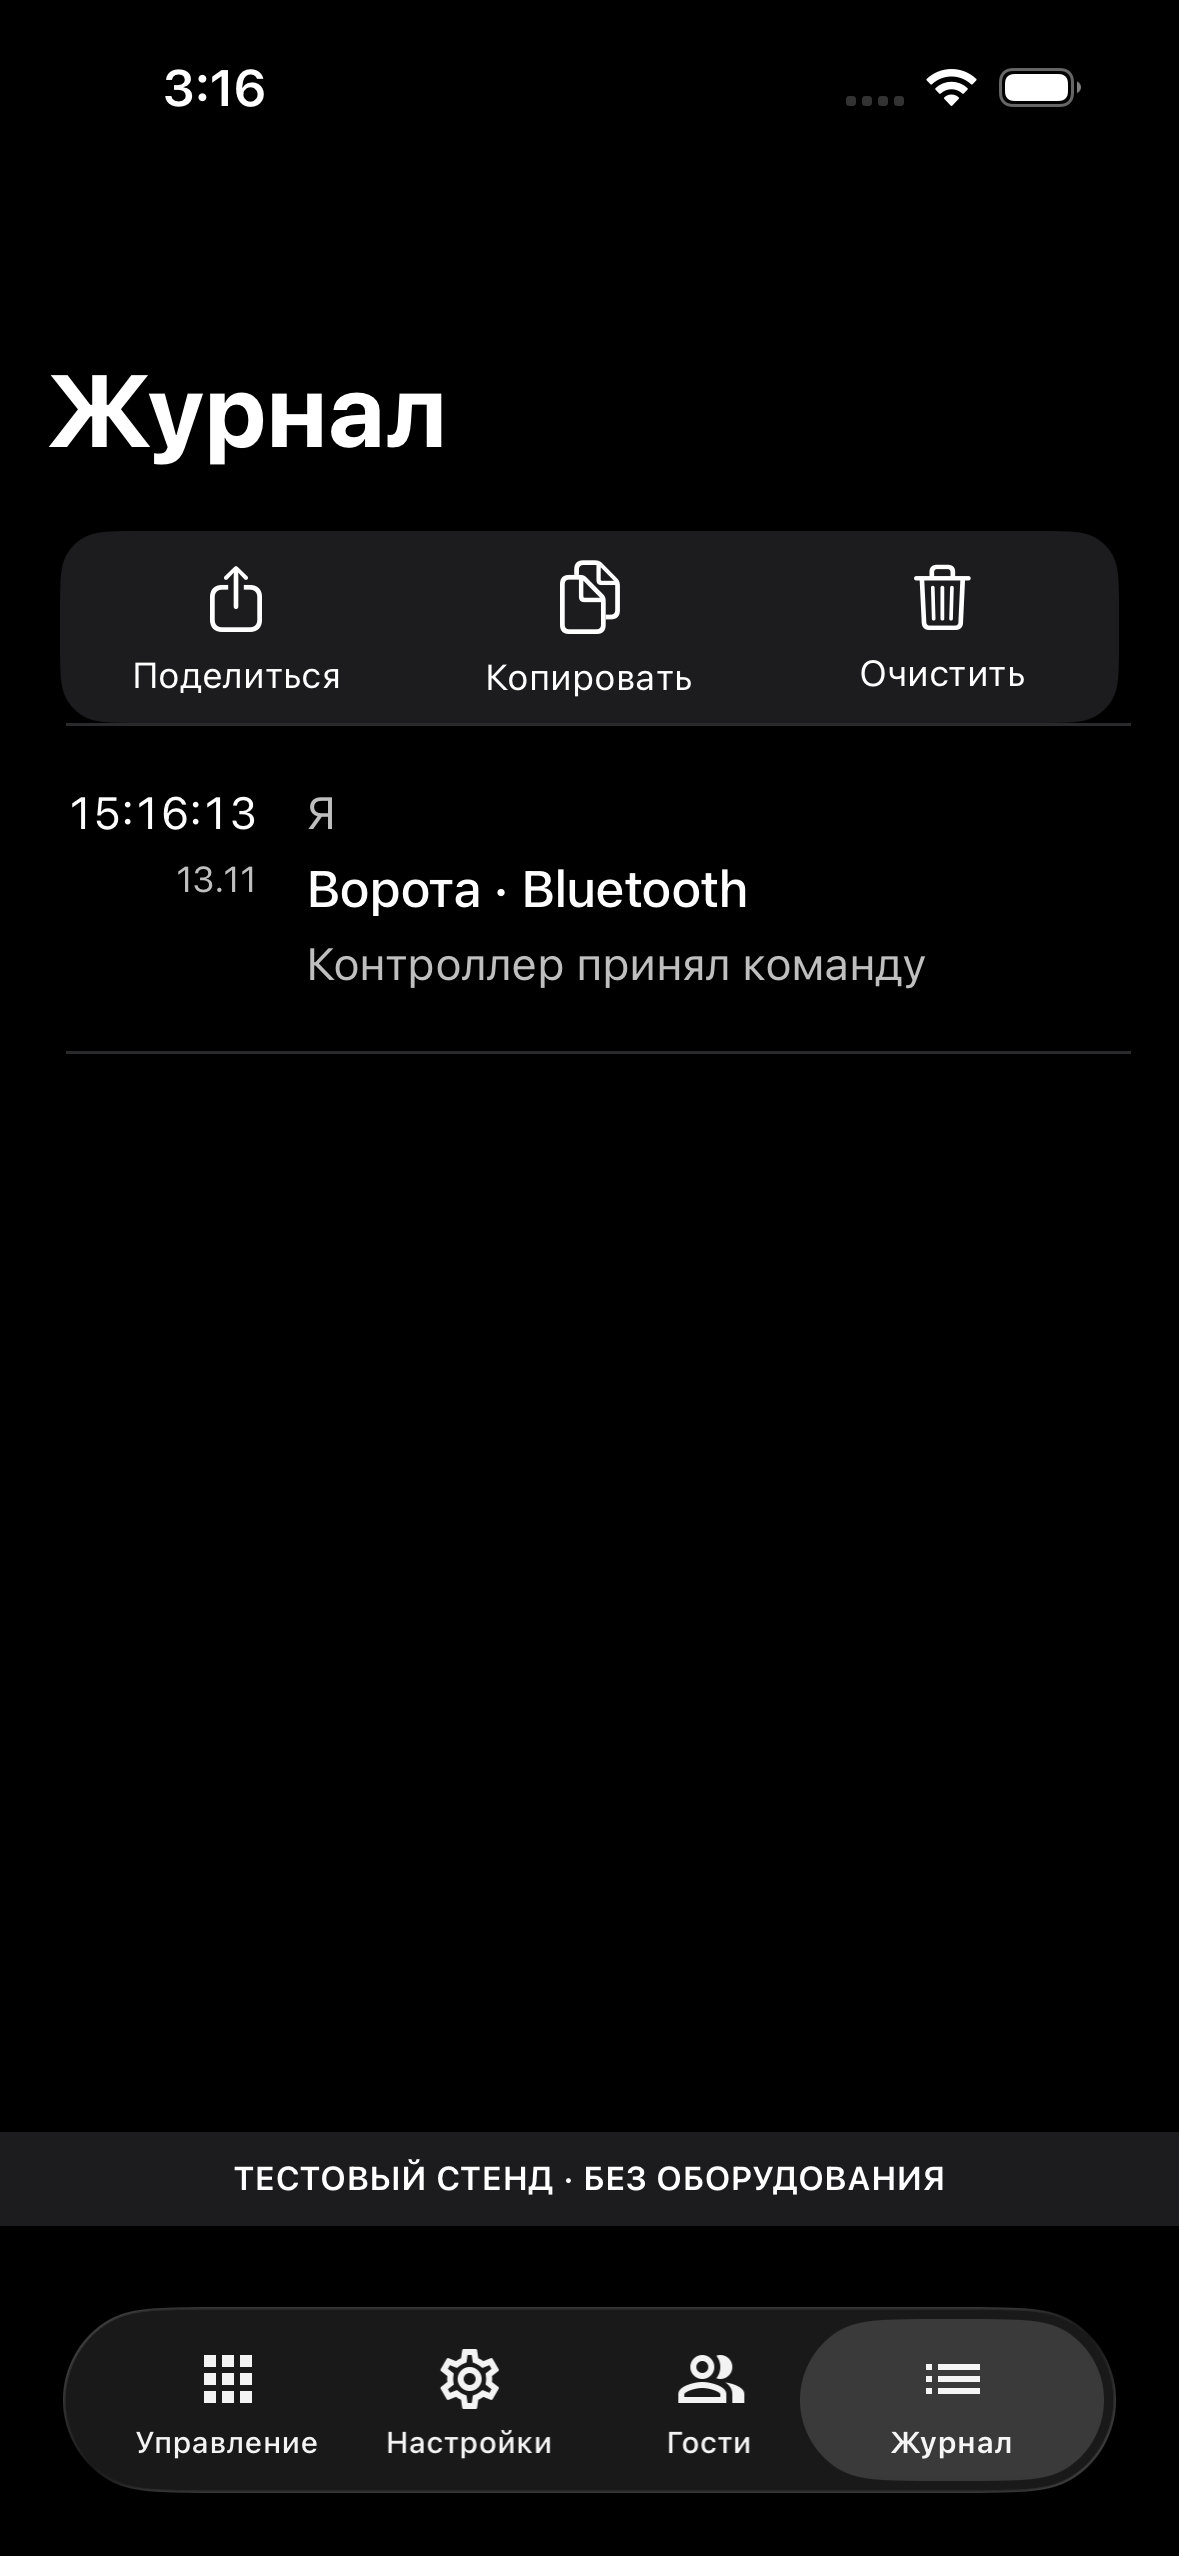 3:16
Журнал
Поделиться
Копировать
Очистить
15:16:13
Я
13.11
Ворота · Bluetooth
Контроллер принял команду
ТЕСТОВЫЙ СТЕНД · БЕЗ ОБОРУДОВАНИЯ
Управление
Настройки
Гости
Журнал